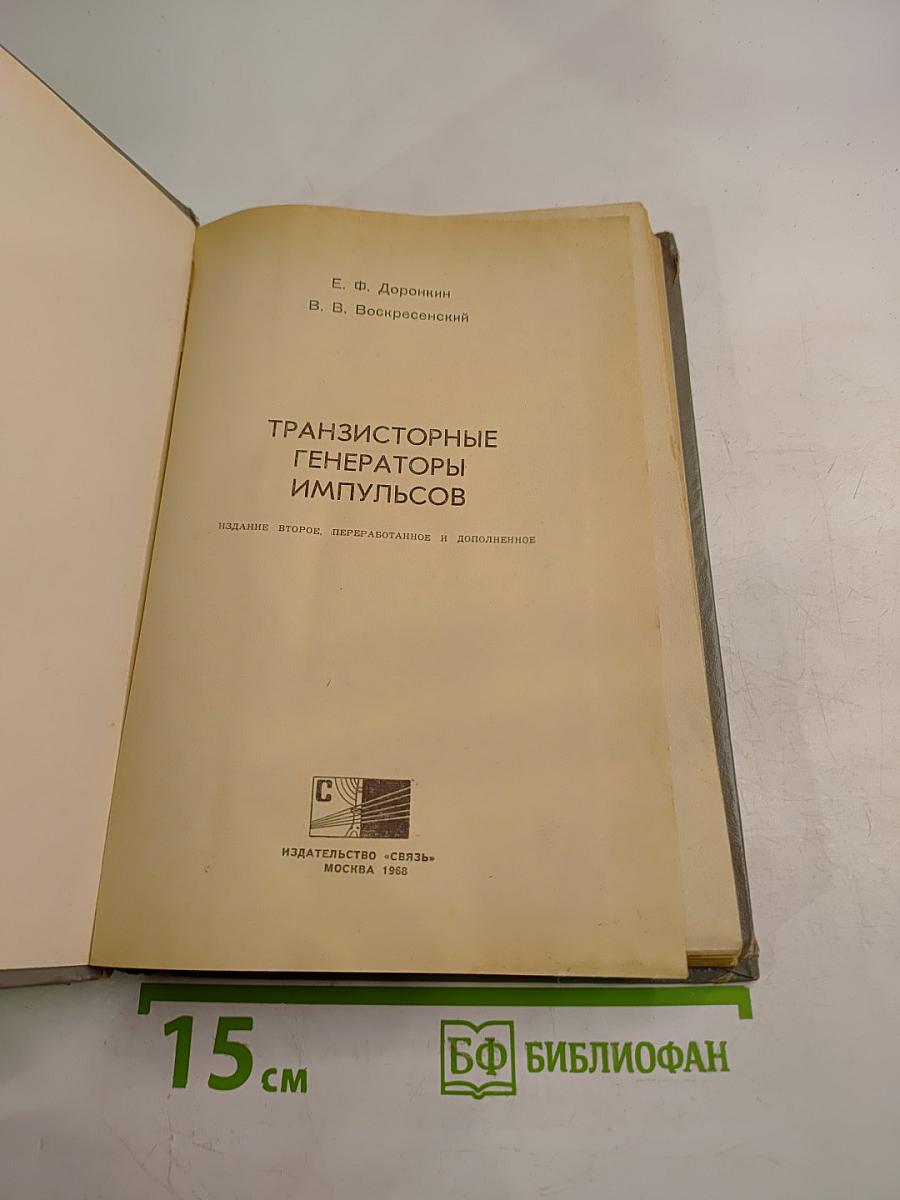 Е. Ф. Доронкин
В. В. Воскресенский
ТРАНЗИСТОРНЫЕ
ГЕНЕРАТОРЫ
ИМПУЛЬСОВ
ИЗДАНИЕ ВТОРОЕ, ПЕРЕРАБОТАННОЕ И ДОПОЛНЕННОЕ
С
ИЗДАТЕЛЬСТВО «СВЯЗЬ»
МОСКВА 1968
15 см
БФ БИБЛИОФАН